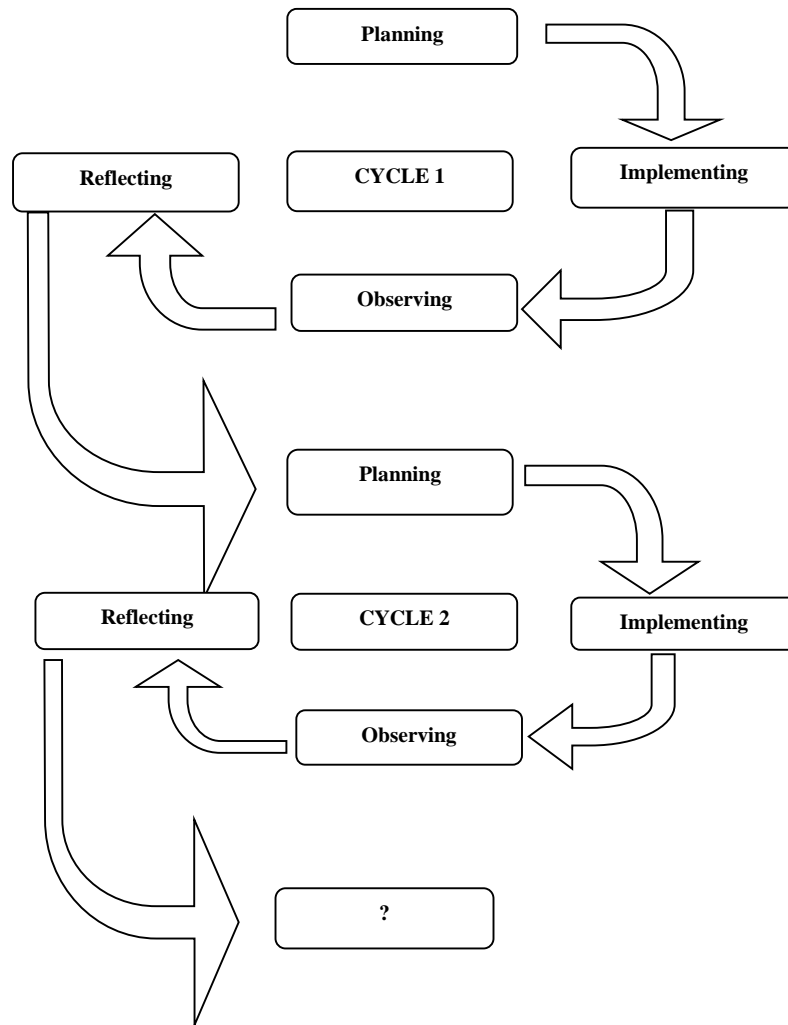 Planning
Reflecting
CYCLE 1
Implementing
Observing
Planning
Reflecting
CYCLE 2
Implementing
Observing
?